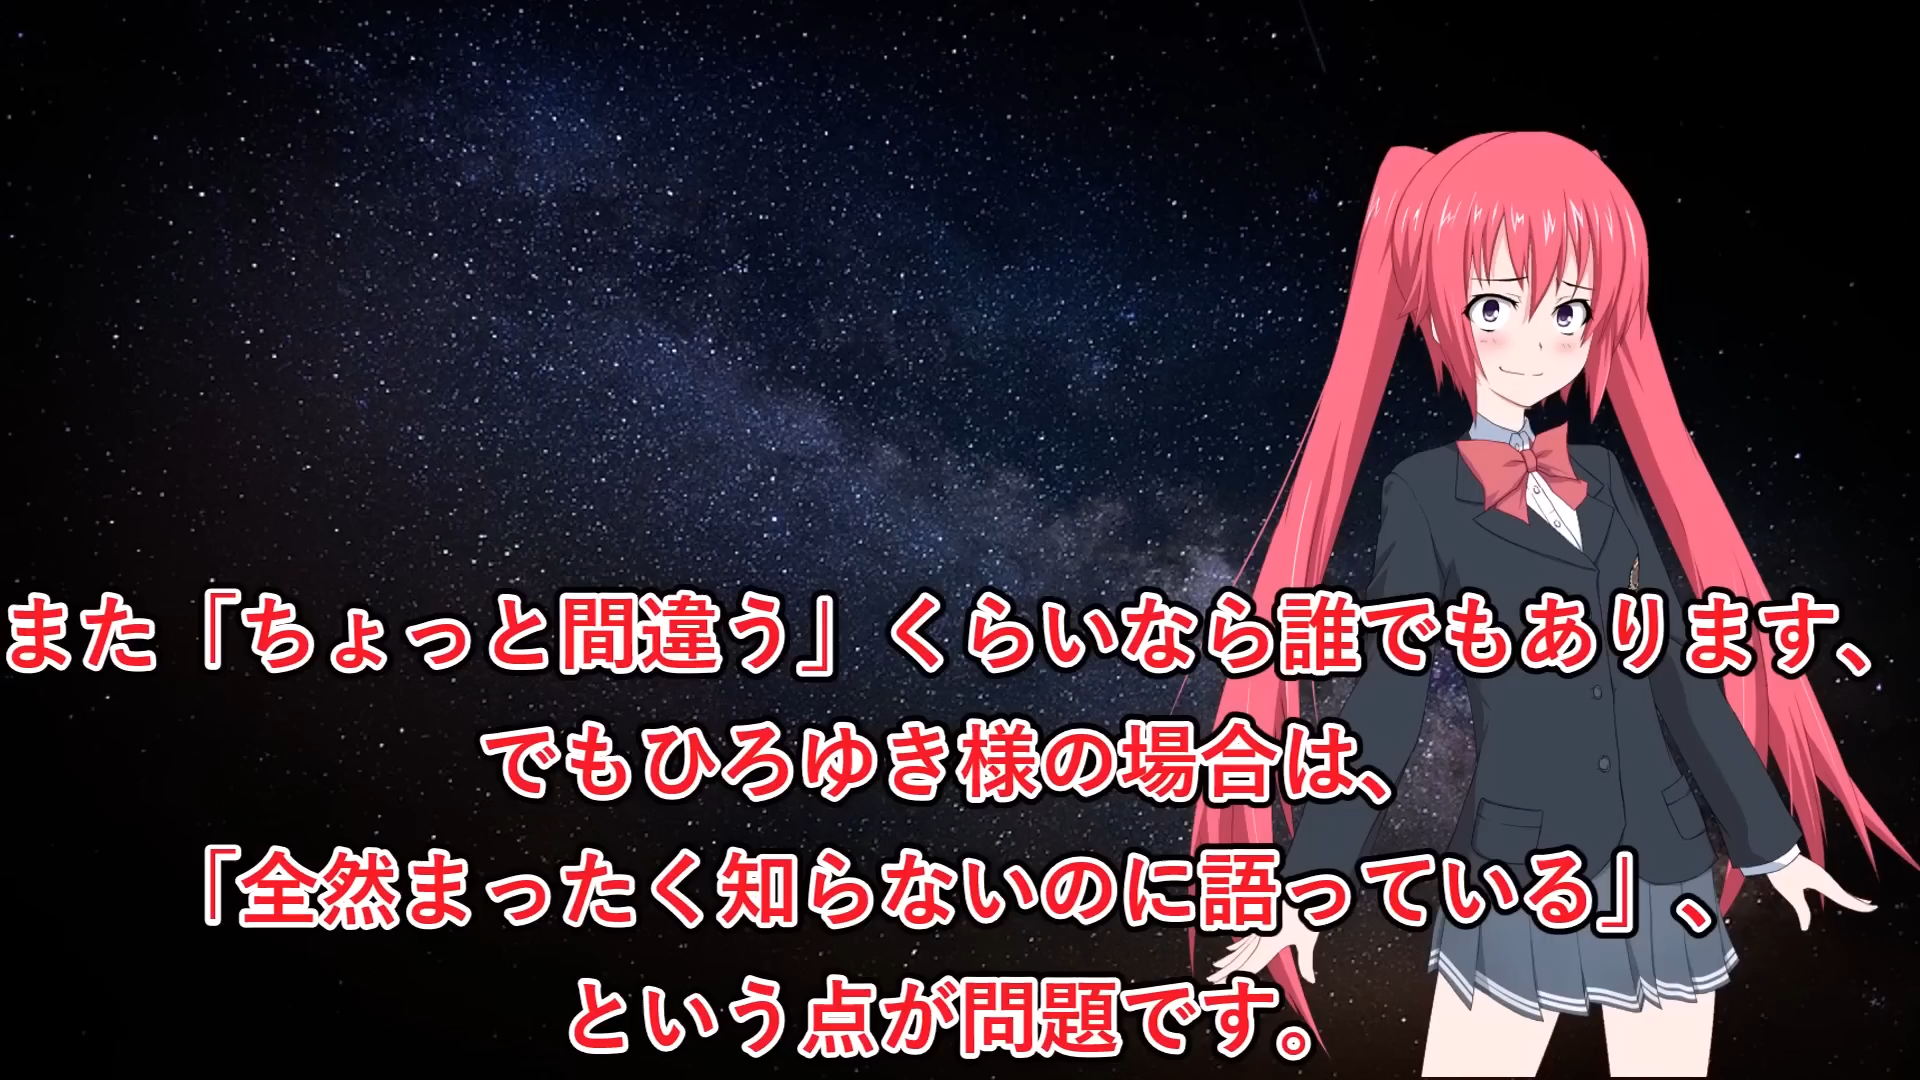 また「ちょっと間違う」くらいなら誰でもあります、
でもひろゆき様の場合は、
「全然まったく知らないのに語っている」、
という点が問題です。